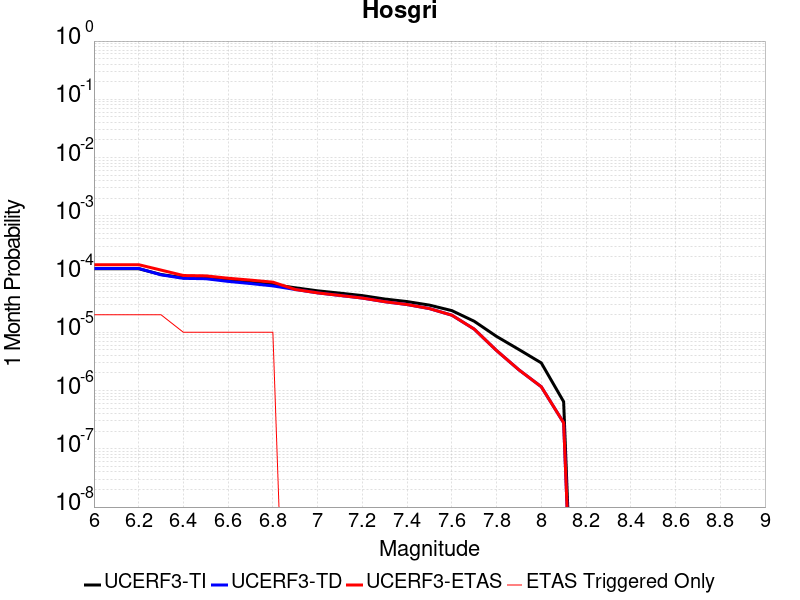 Hosgri
10^0
10^-1
10^-2
10^-3
10^-4
10^-5
10^-6
10^-7
10^-8
1 Month Probability
6 6.2 6.4 6.6 6.8 7 7.2 7.4 7.6 7.8 8 8.2 8.4 8.6 8.8 9
Magnitude
UCERF3-TI UCERF3-TD UCERF3-ETAS ETAS Triggered Only